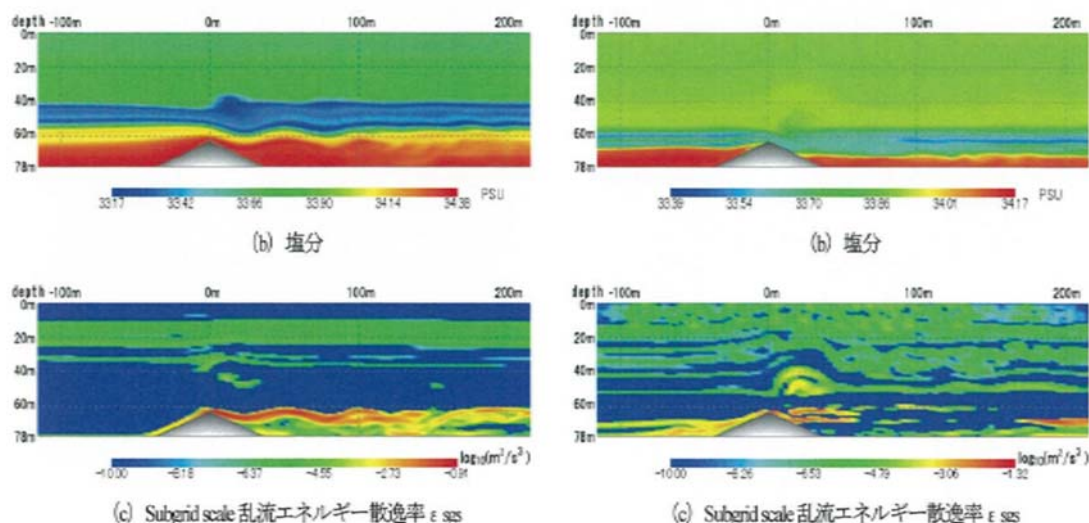 depth -100m 0m 100m 200m
0m
20m
40m
60m
78m
33.17 33.42 33.66 33.90 34.14 34.38 PSU
(b) 塩分
depth -100m 0m 100m 200m
0m
20m
40m
60m
78m
33.39 33.54 33.70 33.86 34.01 34.17 PSU
(b) 塩分
depth -100m 0m 100m 200m
0m
20m
40m
60m
78m
log₁₀(m²/s³)
-10.00 -8.18 -6.37 -4.55 -2.73 -0.91
(c) Subgrid scale 乱流エネルギー散逸率 ε SGS
depth -100m 0m 100m 200m
0m
20m
40m
60m
78m
log₁₀(m²/s³)
-10.00 -8.26 -6.53 -4.79 -3.06 -1.32
(c) Subgrid scale 乱流エネルギー散逸率 ε SGS